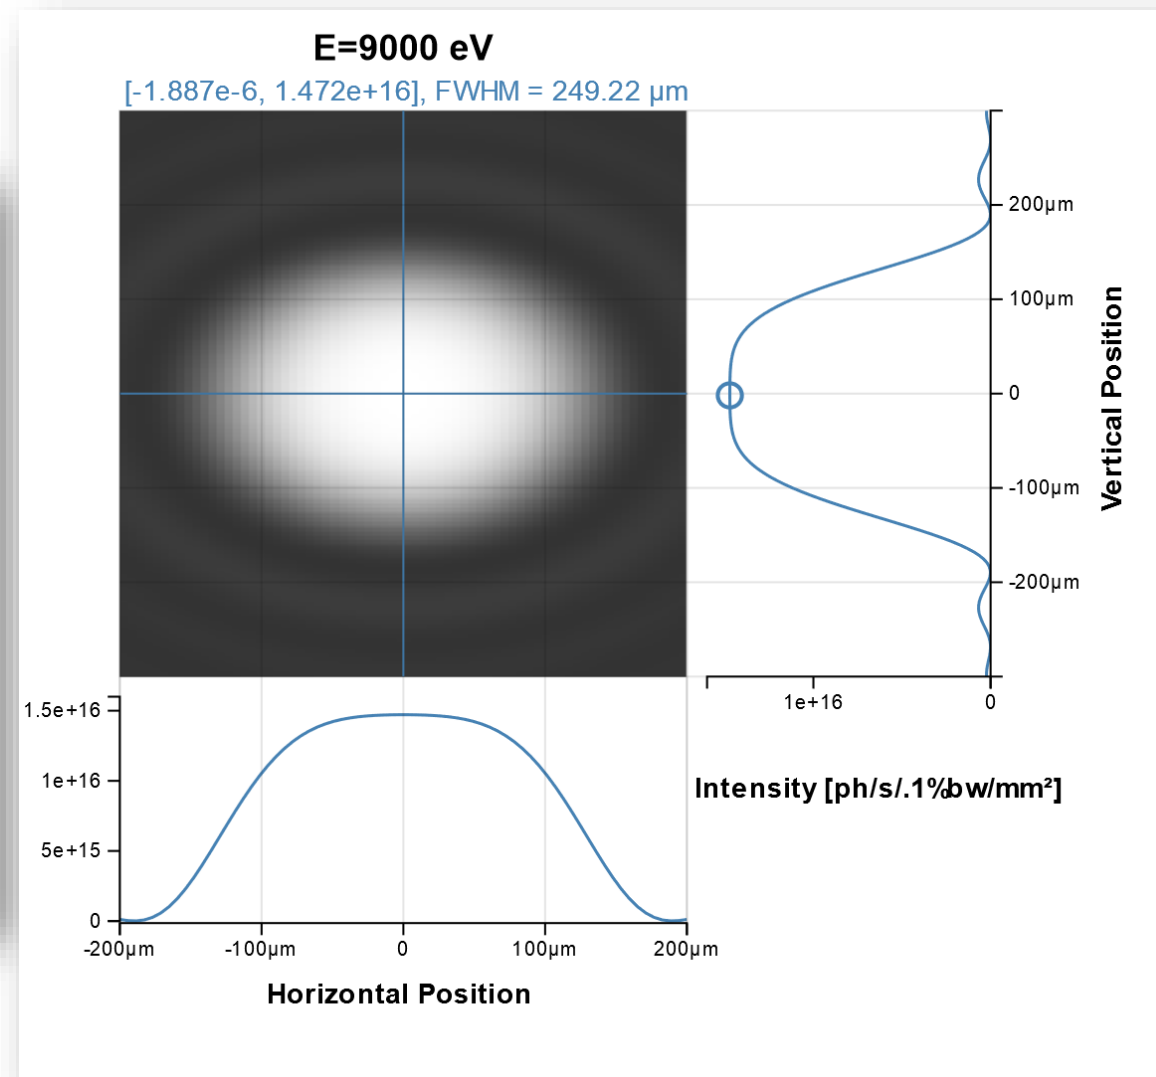 E=9000 eV
[-1.887e-6, 1.472e+16], FWHM = 249.22 µm
200µm
100µm
0
-100µm
-200µm
Vertical Position
1e+16
0
Intensity [ph/s/.1%bw/mm²]
1.5e+16
1e+16
5e+15
0
-200µm
-100µm
0
100µm
200µm
Horizontal Position